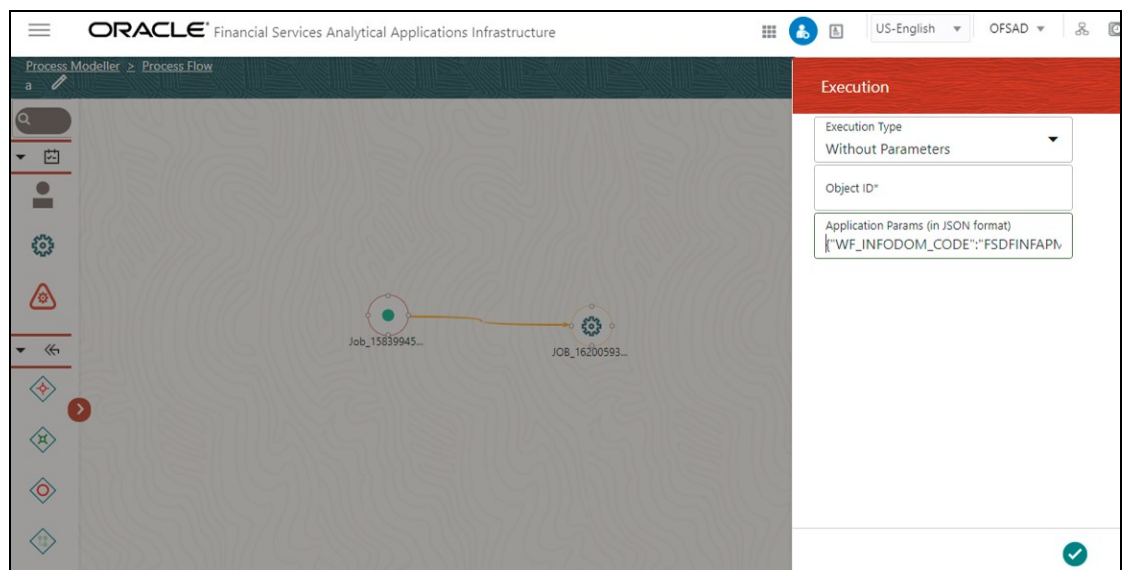 ORACLE® Financial Services Analytical Applications Infrastructure
US-English
OFSAD
Process Modeller > Process Flow
a
Execution
Execution Type
Without Parameters
Object ID*
Application Params (in JSON format)
{"WF_INFODOM_CODE":"FSDFINFAPM
Job_15839945...
JOB_16200593...